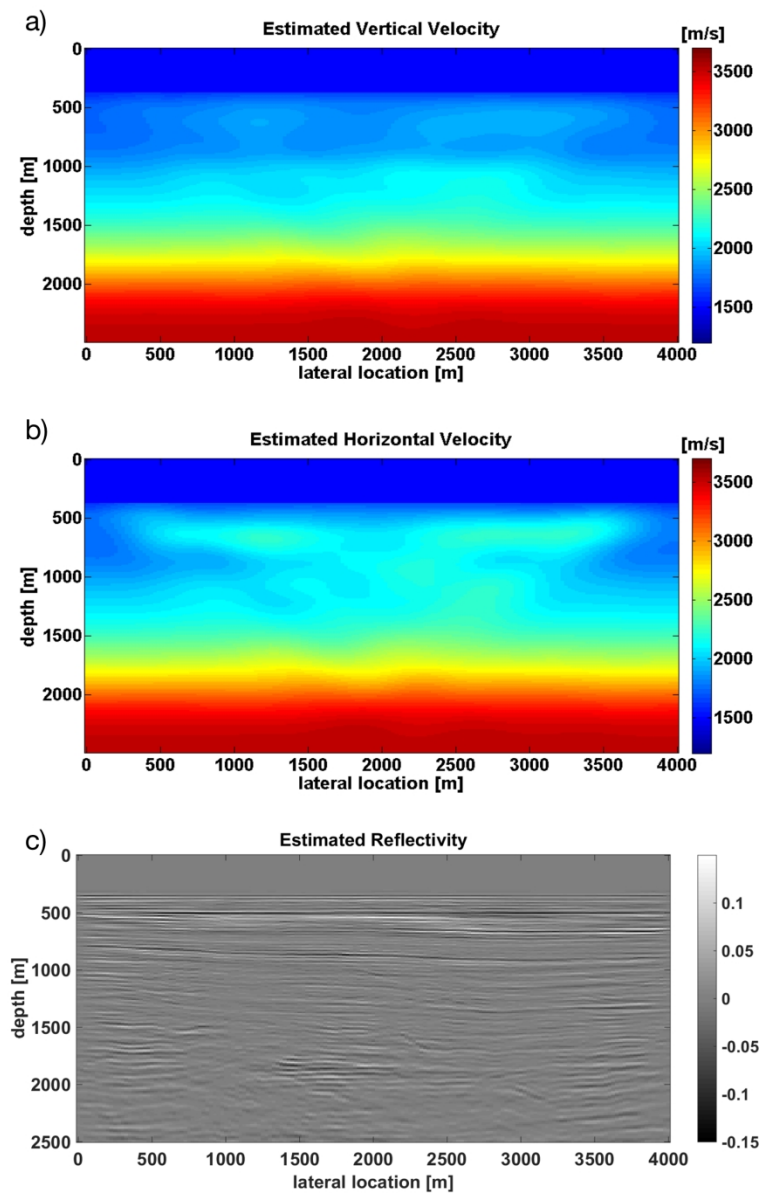 a)
Estimated Vertical Velocity
[m/s]
0
500
1000
1500
2000
depth [m]
3500
3000
2500
2000
1500
0 500 1000 1500 2000 2500 3000 3500 4000
lateral location [m]
b)
Estimated Horizontal Velocity
[m/s]
0
500
1000
1500
2000
depth [m]
3500
3000
2500
2000
1500
0 500 1000 1500 2000 2500 3000 3500 4000
lateral location [m]
c)
Estimated Reflectivity
0
500
1000
1500
2000
2500
depth [m]
0.1
0.05
0
-0.05
-0.1
-0.15
0 500 1000 1500 2000 2500 3000 3500 4000
lateral location [m]